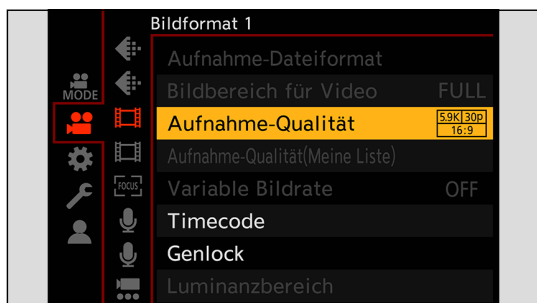 Bildformat 1
Aufnahme-Dateiformat
MODE
Bildbereich für Video FULL
Aufnahme-Qualität 5.9K 30p 16:9
Aufnahme-Qualität(Meine Liste)
FOCUS
Variable Bildrate OFF
Timecode
Genlock
Luminanzbereich